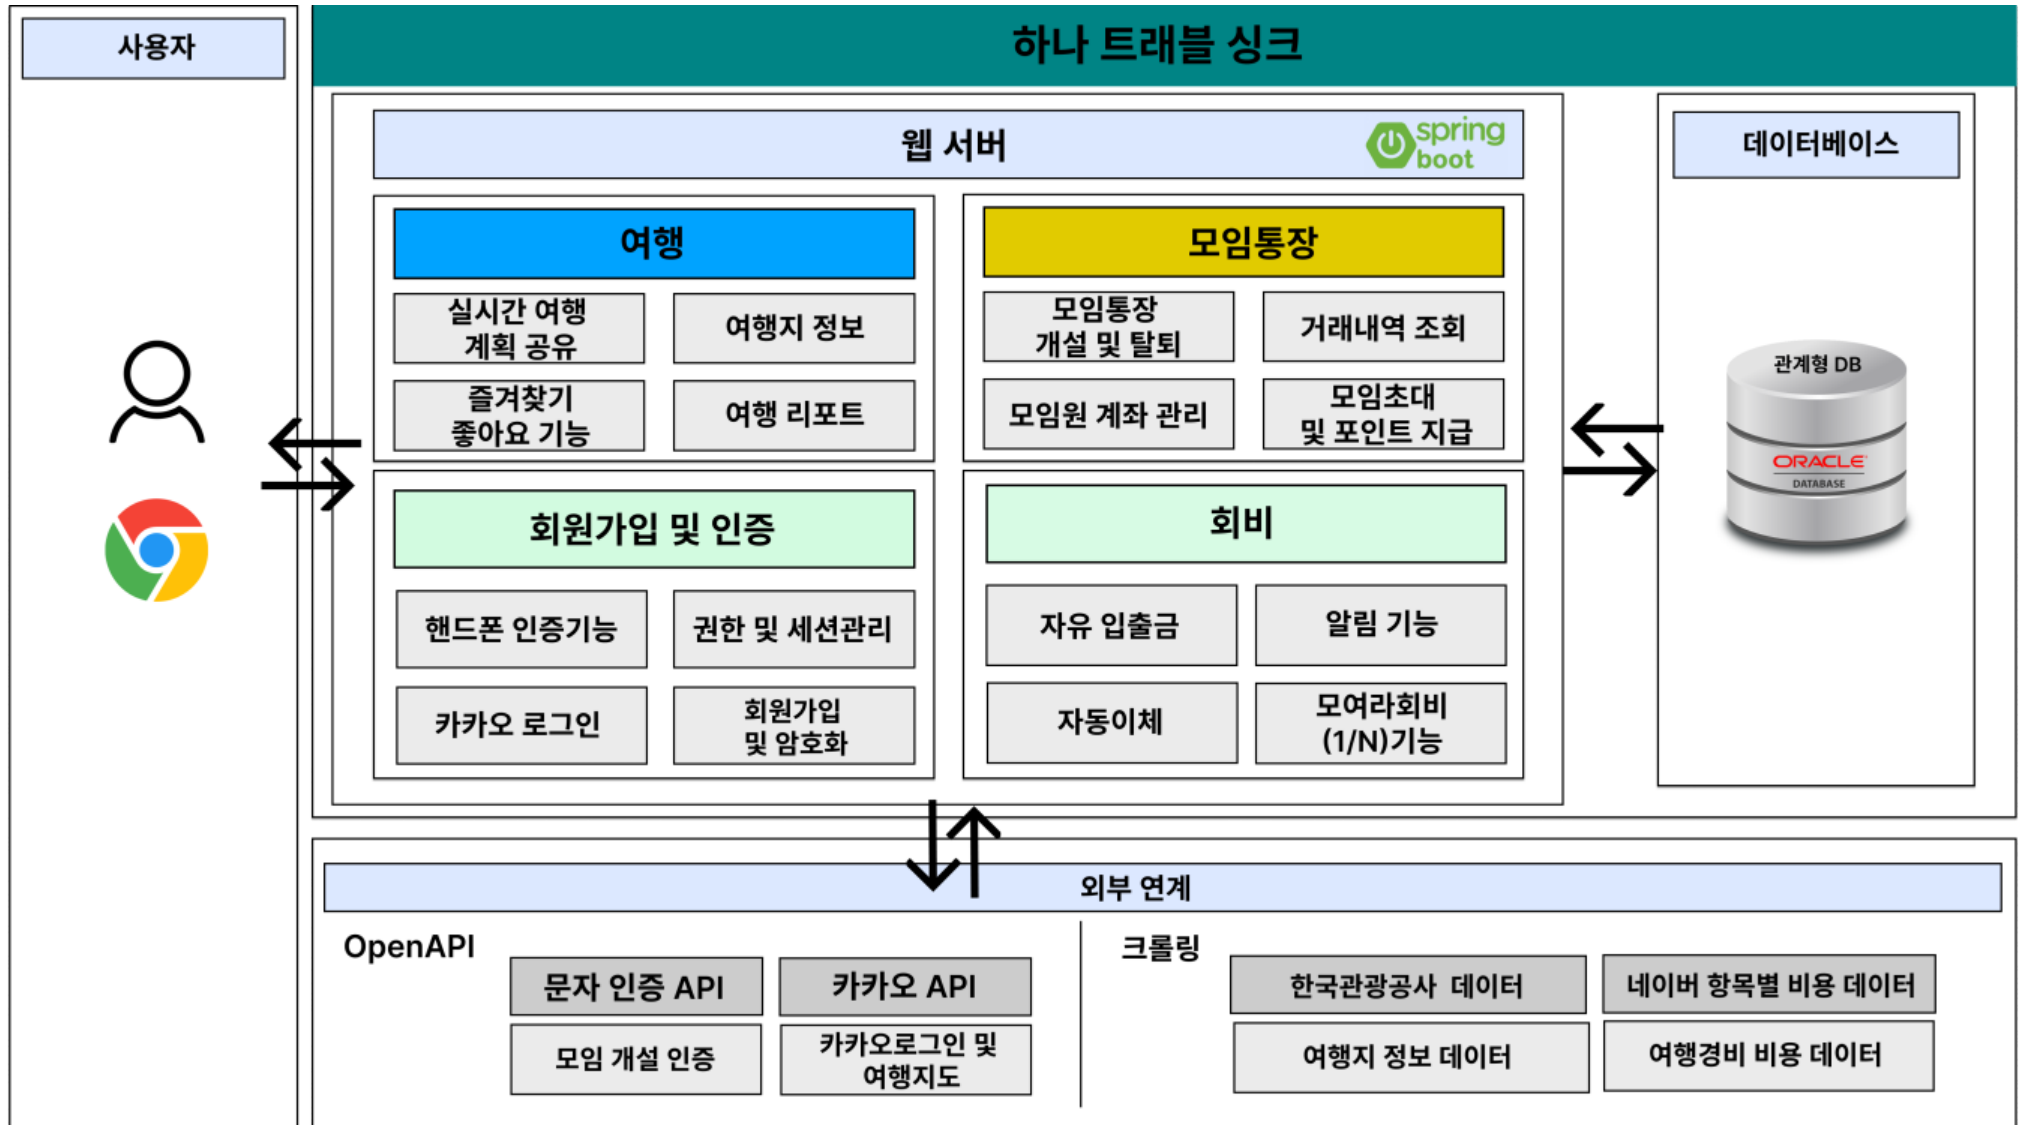 사용자
하나 트래블 싱크
웹 서버
spring
boot
데이터베이스
여행
실시간 여행
계획 공유
여행지 정보
즐겨찾기
좋아요 기능
여행 리포트
모임통장
모임통장
개설 및 탈퇴
거래내역 조회
모임원 계좌 관리
모임초대
및 포인트 지급
회원가입 및 인증
핸드폰 인증기능
권한 및 세션관리
카카오 로그인
회원가입
및 암호화
회비
자유 입출금
알림 기능
자동이체
모여라회비
(1/N)기능
관계형 DB
ORACLE
DATABASE
외부 연계
OpenAPI
문자 인증 API
카카오 API
모임 개설 인증
카카오로그인 및
여행지도
크롤링
한국관광공사 데이터
네이버 항목별 비용 데이터
여행지 정보 데이터
여행경비 비용 데이터